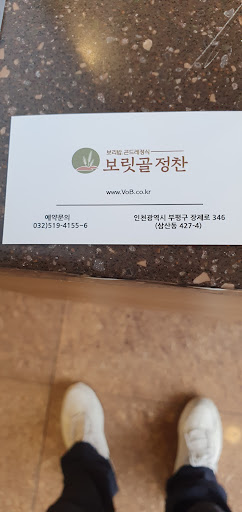 보리밥.곤드레정식
보릿골정찬
www.VoB.co.kr
예약문의
032)519-4155~6
인천광역시 부평구 장제로 346
(삼산동 427-4)